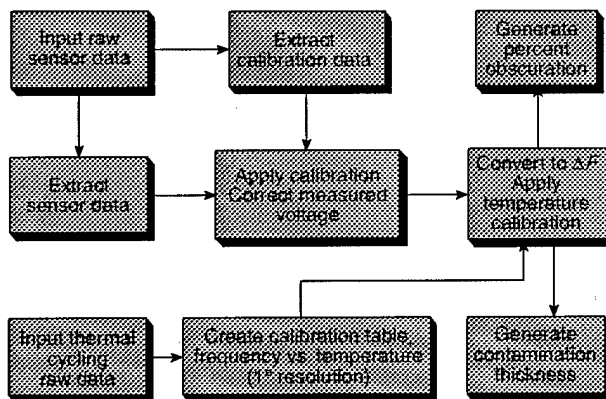 Input raw
sensor data
Extract
calibration data
Generate
percent
obscuration
Extract
sensor data
Apply calibration
Correct measured
voltage
Convert to ΔF
Apply
temperature
calibration
Input thermal
cycling
raw data
Create calibration table,
frequency vs. temperature
(1° resolution)
Generate
contamination
thickness